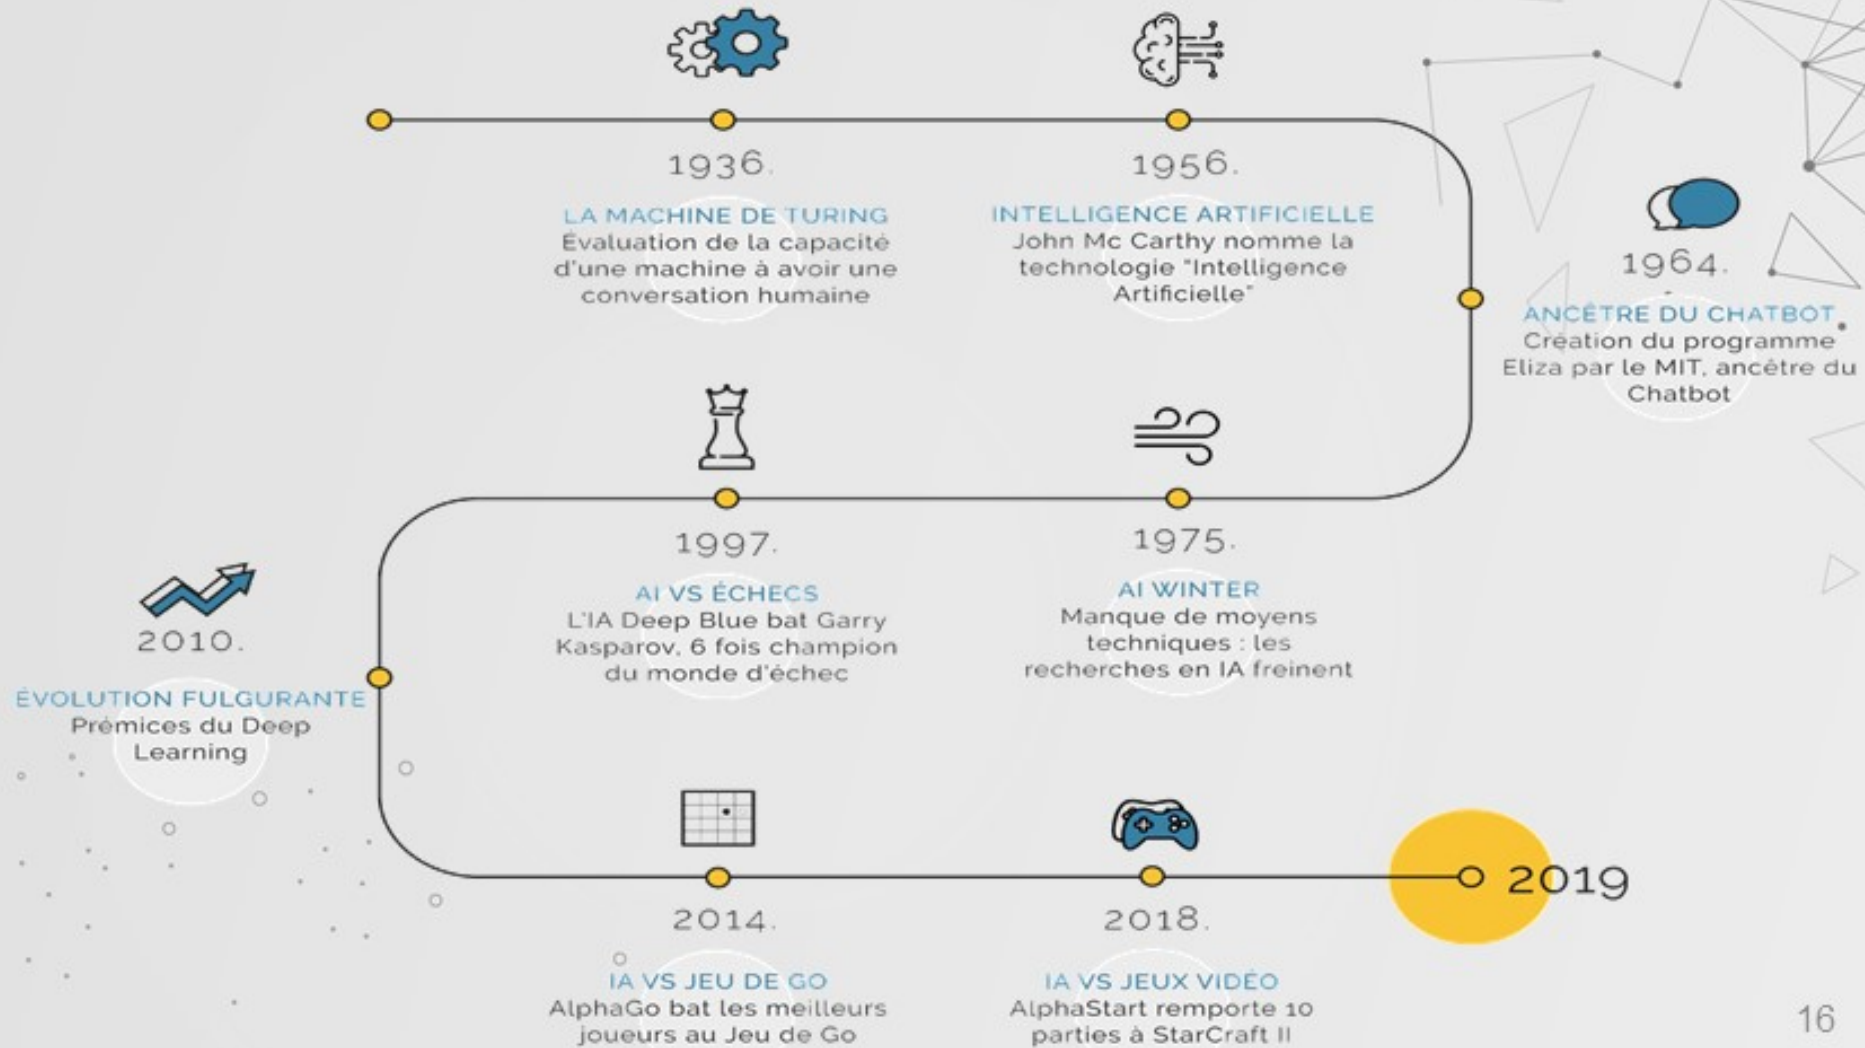 1936.
LA MACHINE DE TURING
Évaluation de la capacité
d'une machine à avoir une
conversation humaine
1956.
INTELLIGENCE ARTIFICIELLE
John Mc Carthy nomme la
technologie "Intelligence
Artificielle"
1964.
ANCÊTRE DU CHATBOT
Création du programme
Eliza par le MIT, ancêtre du
Chatbot
1975.
AI WINTER
Manque de moyens
techniques : les
recherches en IA freinent
1997.
AI VS ÉCHECS
L'IA Deep Blue bat Garry
Kasparov, 6 fois champion
du monde d'échec
2010.
ÉVOLUTION FULGURANTE
Prémices du Deep
Learning
2014.
IA VS JEU DE GO
AlphaGo bat les meilleurs
joueurs au Jeu de Go
2018.
IA VS JEUX VIDÉO
AlphaStart remporte 10
parties à StarCraft II
2019
16